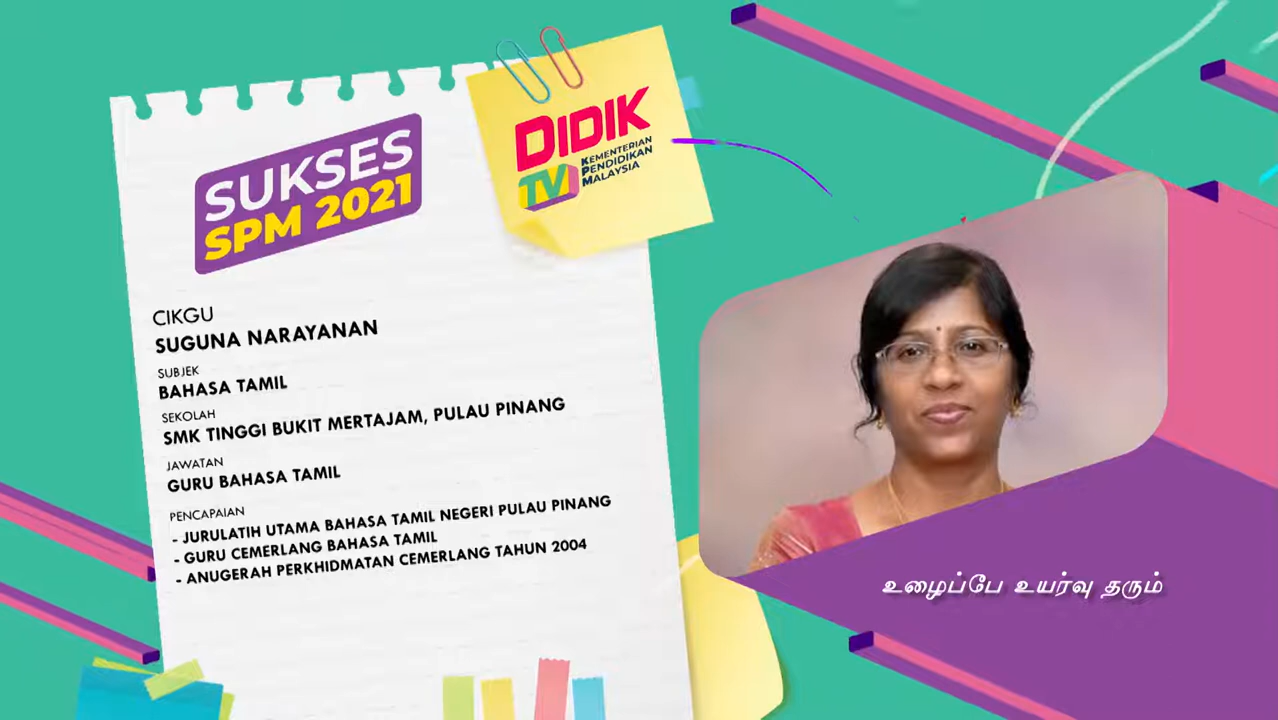 SUKSES
SPM 2021
DIDIK
TV
KEMENTERIAN
PENDIDIKAN
MALAYSIA
CIKGU
SUGUNA NARAYANAN
SUBJEK
BAHASA TAMIL
SEKOLAH
SMK TINGGI BUKIT MERTAJAM, PULAU PINANG
JAWATAN
GURU BAHASA TAMIL
PENCAPAIAN
- JURULATIH UTAMA BAHASA TAMIL NEGERI PULAU PINANG
- GURU CEMERLANG BAHASA TAMIL
- ANUGERAH PERKHIDMATAN CEMERLANG TAHUN 2004
உழைப்பே உயர்வு தரும்